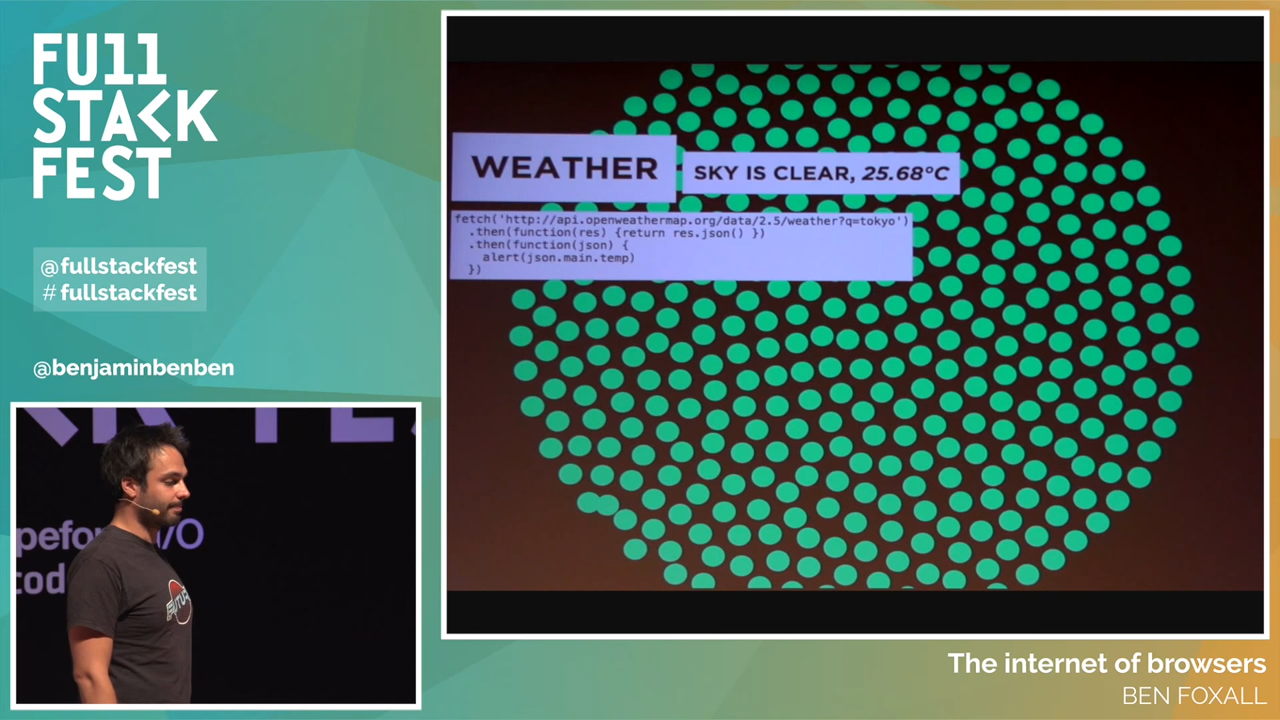 FU11
STACK
FEST
@fullstackfest
# fullstackfest
@benjaminbenben
WEATHER
SKY IS CLEAR, 25.68°C
fetch('http://api.openweathermap.org/data/2.5/weather?q=tokyo')
.then(function(res) {return res.json() })
.then(function(json) {
alert(json.main.temp)
})
The internet of browsers
BEN FOXALL